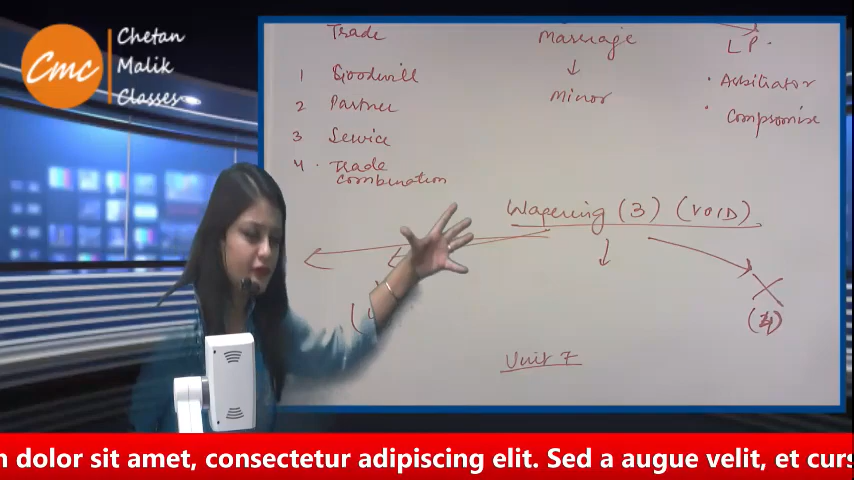 Chetan
Malik
Classes
cmc
Trade
1 Goodwill
2 Partner
3 Service
4 . Trade
combination
Marriage
Minor
LP.
. Arbitrator
. Compromise
Wagering (3) (VOID)
Unit 7
dolor sit amet, consectetur adipiscing elit. Sed a augue velit, et curs